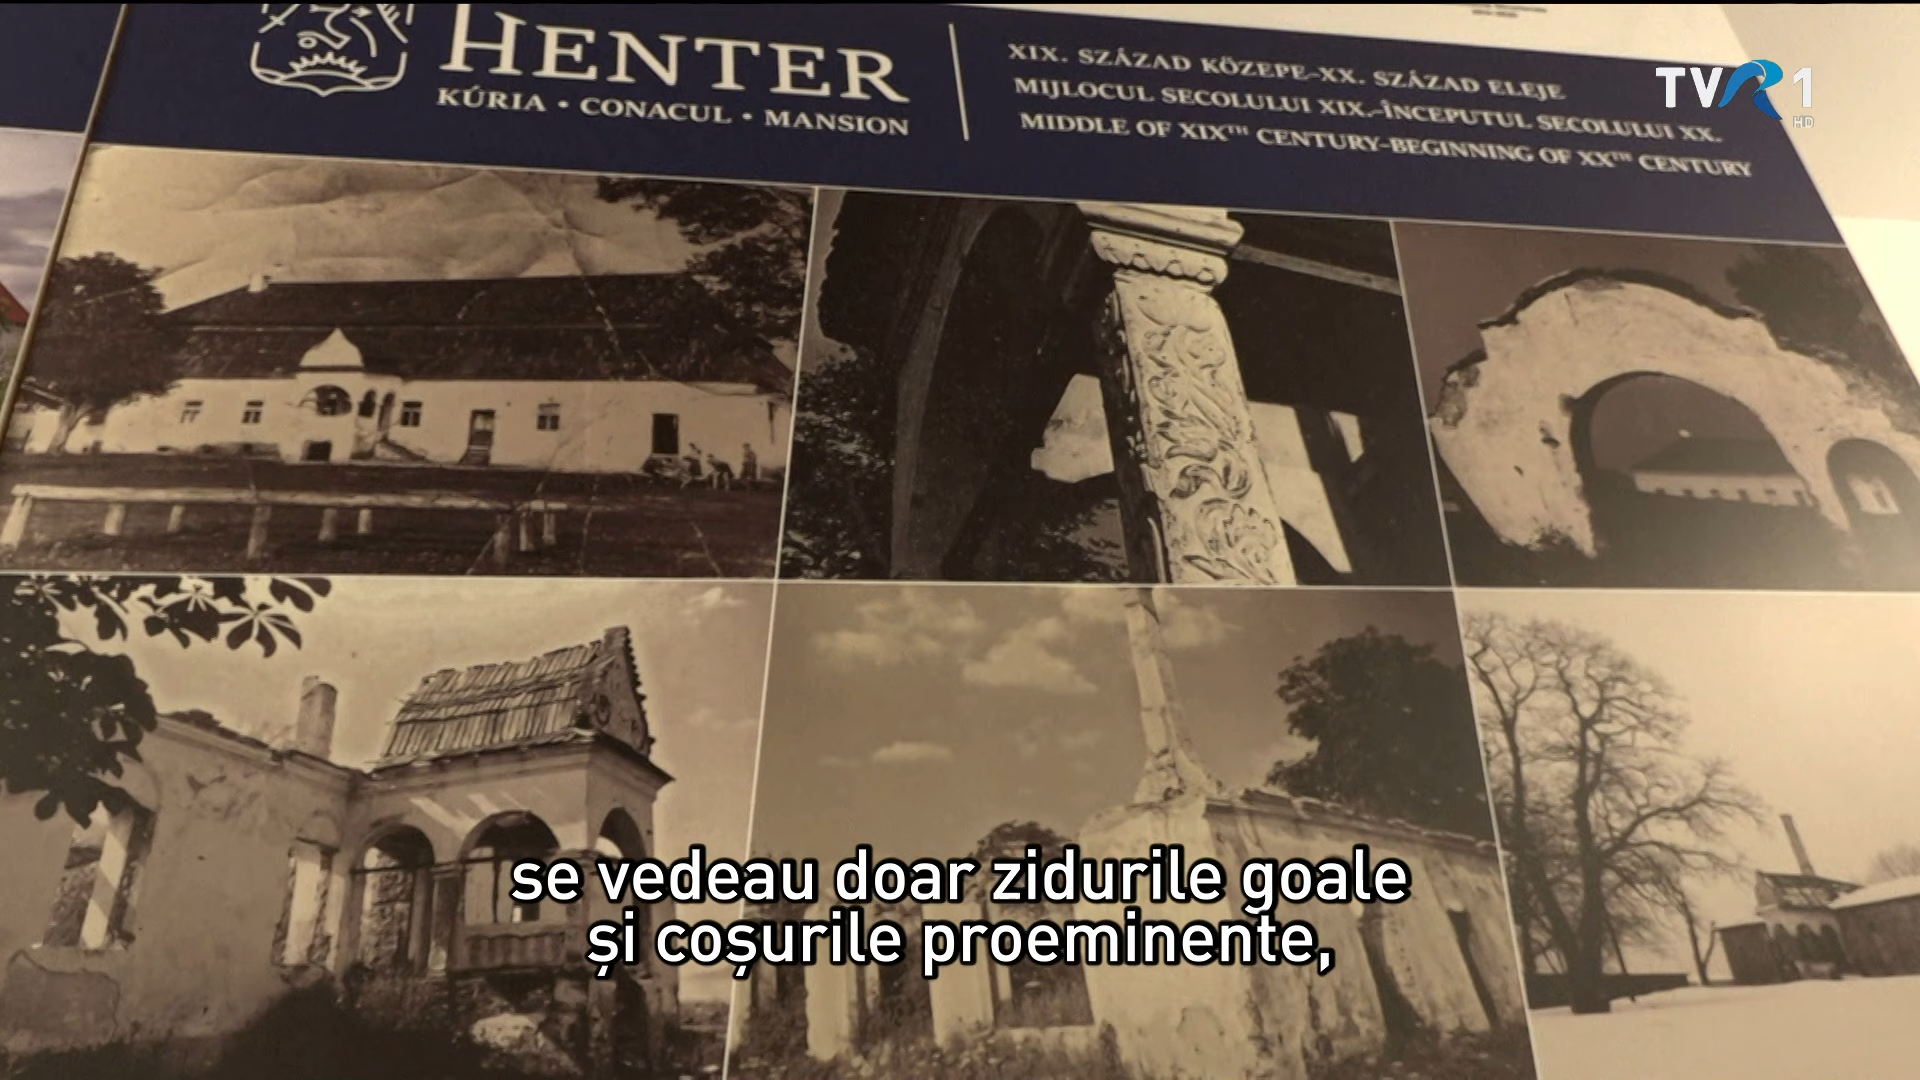 HENTER
KÚRIA • CONACUL • MANSION
XIX. SZÁZAD KÖZEPE-XX. SZÁZAD ELEJE
MIJLOCUL SECOLULUI XIX.-ÎNCEPUTUL SECOLULUI XX.
MIDDLE OF XIXTH CENTURY-BEGINNING OF XXTH CENTURY
TVR1
HD
se vedeau doar zidurile goale
și coșurile proeminente,